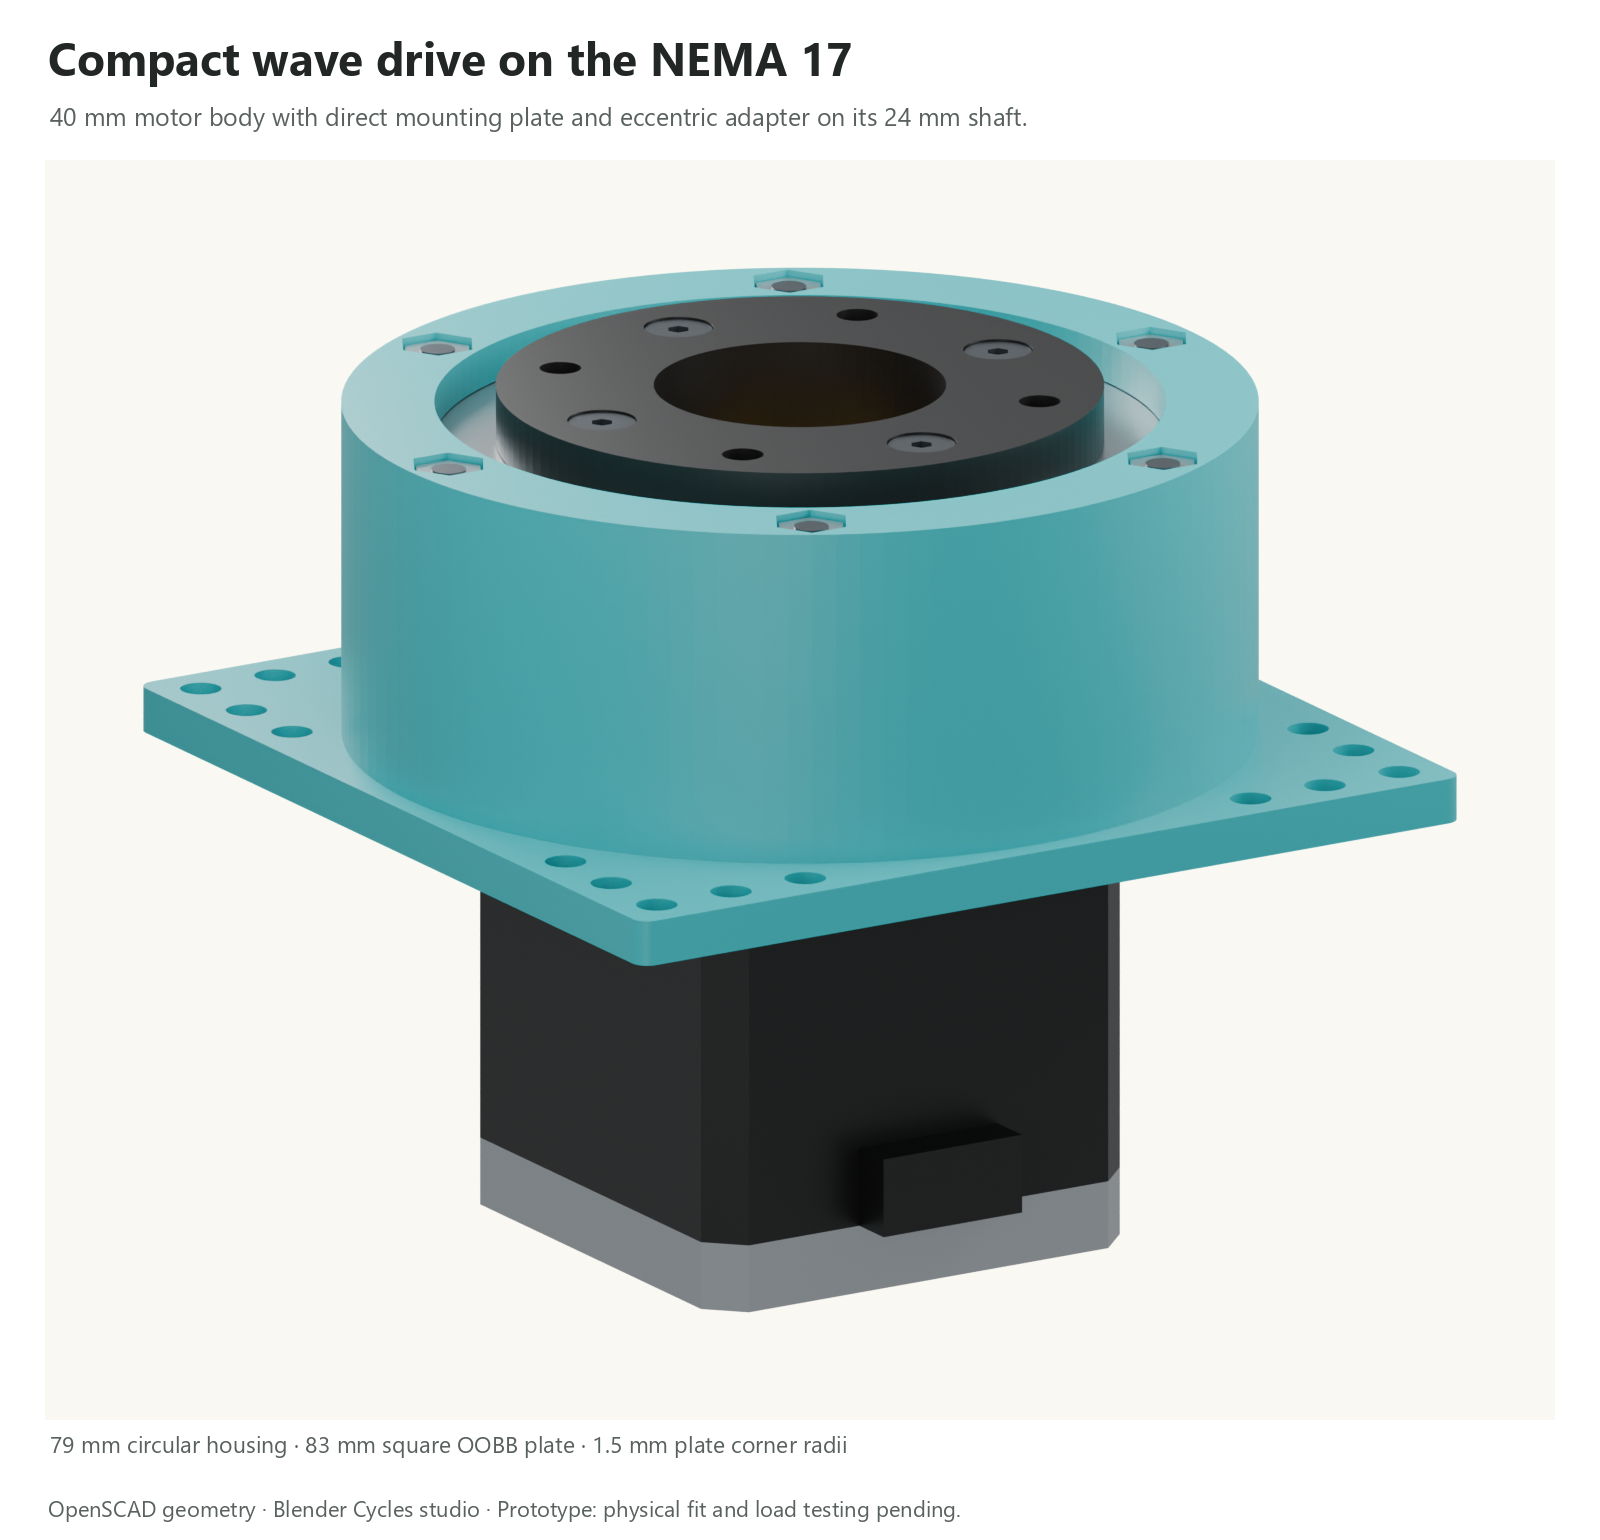 Compact wave drive on the NEMA 17
40 mm motor body with direct mounting plate and eccentric adapter on its 24 mm shaft.
79 mm circular housing · 83 mm square OOBB plate · 1.5 mm plate corner radii
OpenSCAD geometry · Blender Cycles studio · Prototype: physical fit and load testing pending.